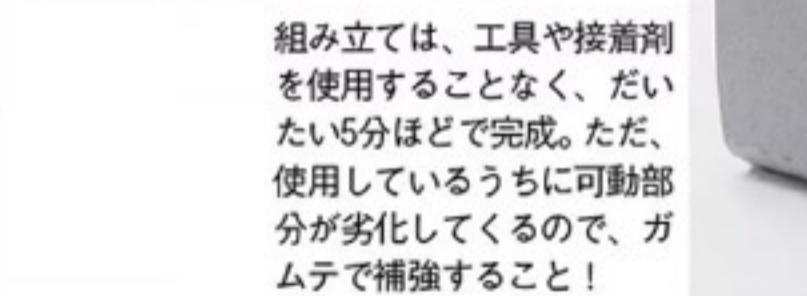 組み立ては、工具や接着剤
を使用することなく、だい
たい5分ほどで完成。ただ、
使用しているうちに可動部
分が劣化してくるので、ガ
ムテで補強すること！